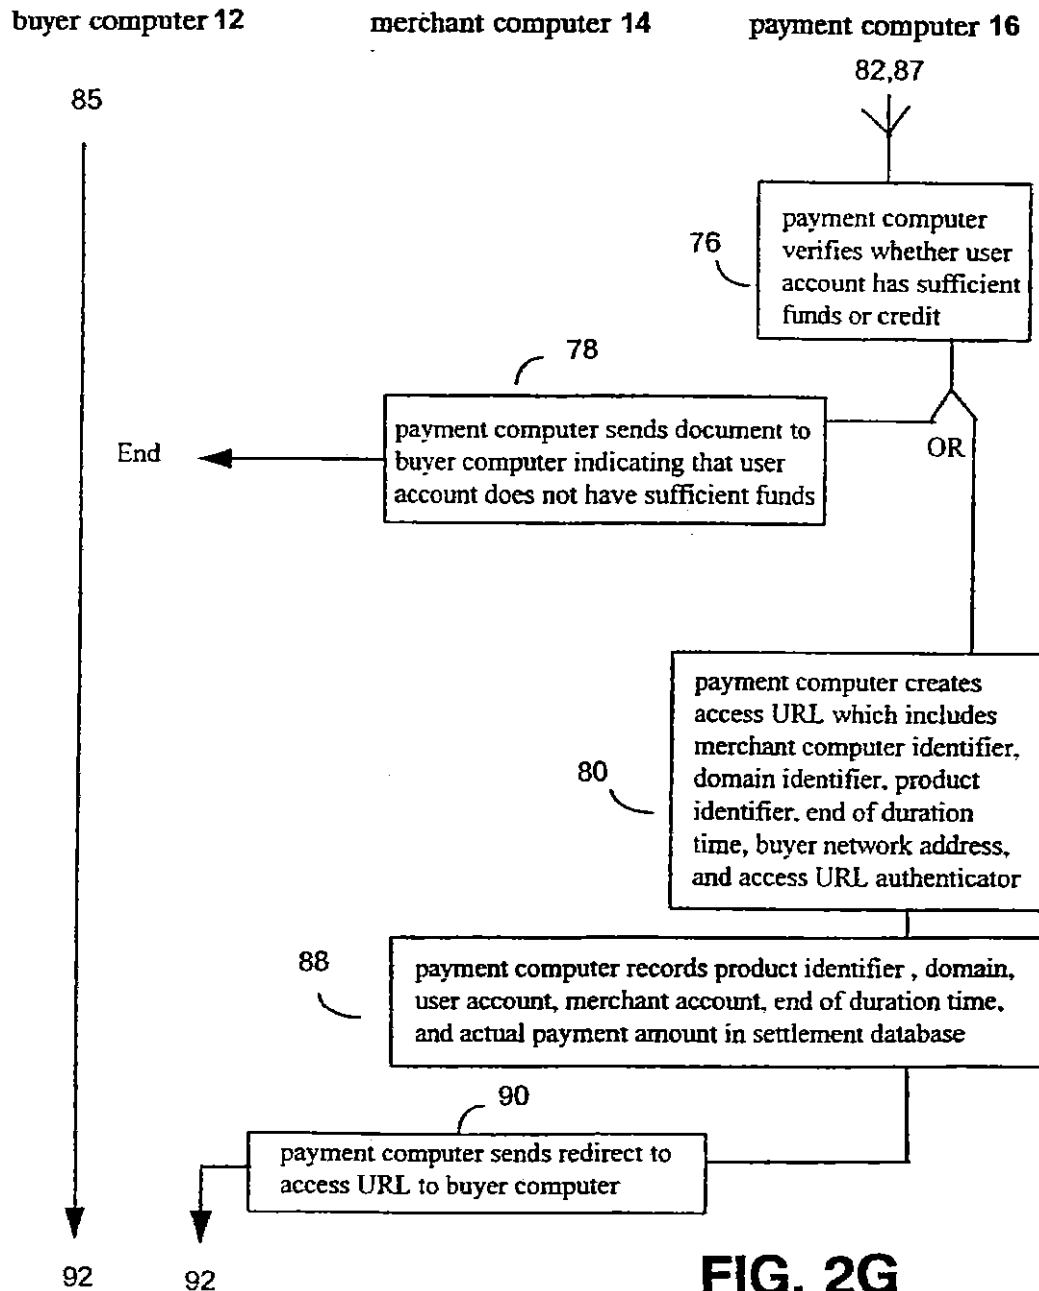 buyer computer 12
merchant computer 14
payment computer 16
82,87
85
payment computer
verifies whether user
account has sufficient
funds or credit
76
78
payment computer sends document to
buyer computer indicating that user
account does not have sufficient funds
End
OR
payment computer creates
access URL which includes
merchant computer identifier,
domain identifier, product
identifier, end of duration
time, buyer network address,
and access URL authenticator
80
88
payment computer records product identifier , domain,
user account, merchant account, end of duration time,
and actual payment amount in settlement database
90
payment computer sends redirect to
access URL to buyer computer
92
92
FIG. 2G